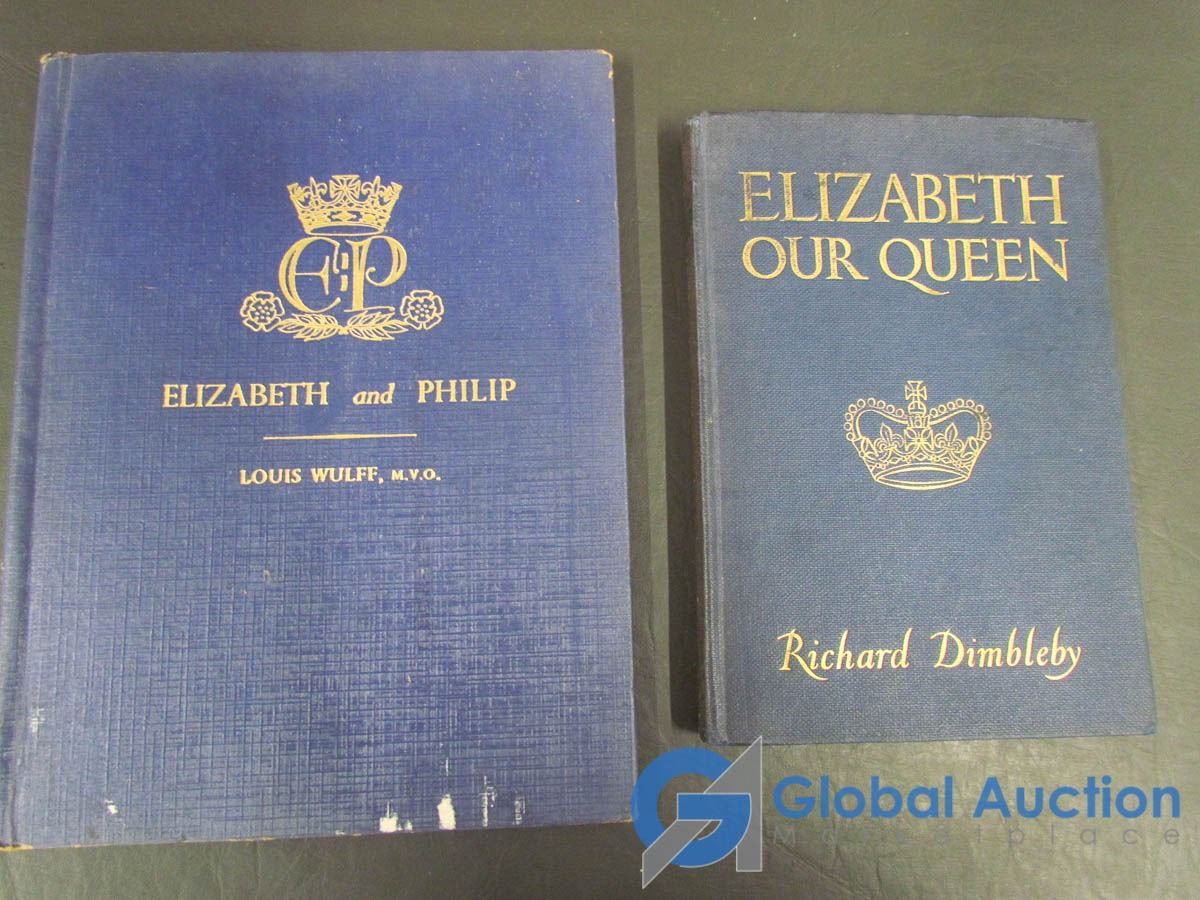 E P
ELIZABETH and PHILIP
LOUIS WULFF, M.V.O.
ELIZABETH
OUR QUEEN
Richard Dimbleby
Global Auction
Marketplace